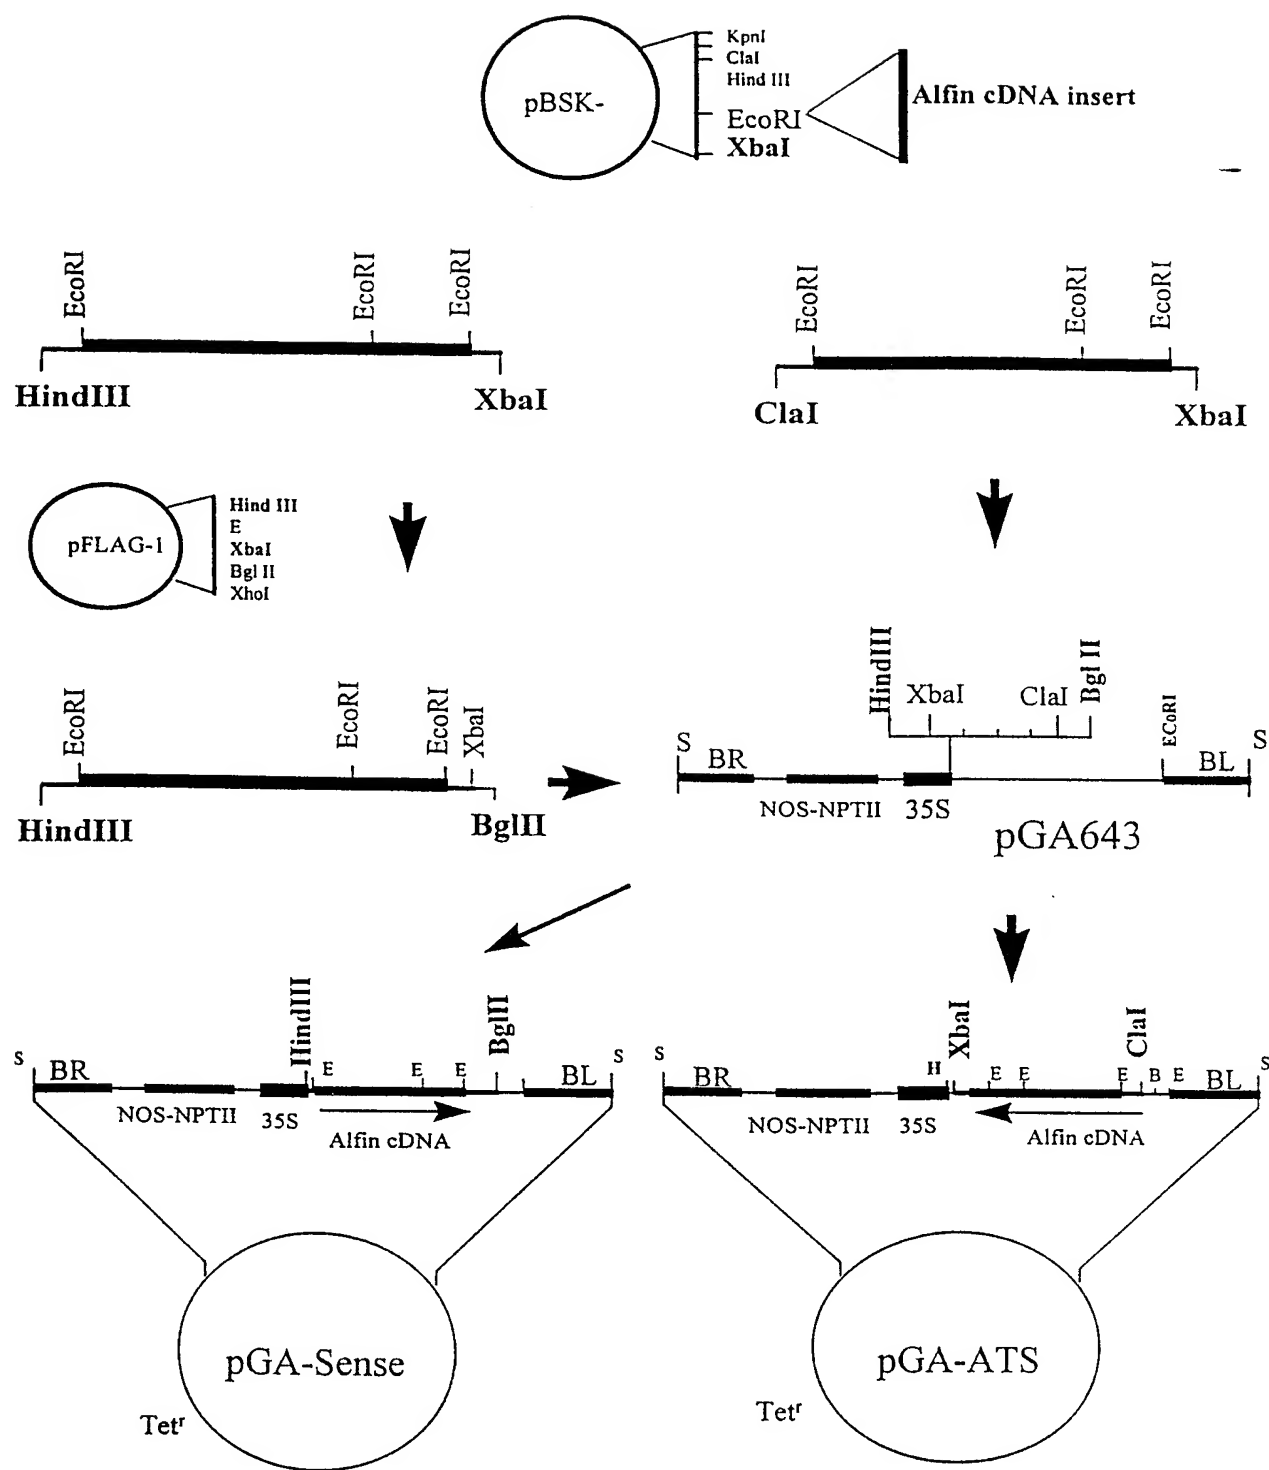 pBSK-
KpnI
ClaI
Hind III
EcoRI
XbaI
Alfin cDNA insert
EcoRI
EcoRI
EcoRI
HindIII
XbaI
EcoRI
EcoRI
EcoRI
ClaI
XbaI
pFLAG-1
Hind III
E
XbaI
Bgl II
XhoI
EcoRI
EcoRI
EcoRI
XbaI
HindIII
BglII
HindIII
XbaI
ClaI
Bgl II
ECoRI
S
BR
BL
S
NOS-NPTII
35S
pGA643
HindIII
BglII
S
BR
E
E
E
BL
S
NOS-NPTII
35S
Alfin cDNA
pGA-Sense
Tetʳ
XbaI
ClaI
S
BR
H
E
E
E
B
E
BL
S
NOS-NPTII
35S
Alfin cDNA
pGA-ATS
Tetʳ